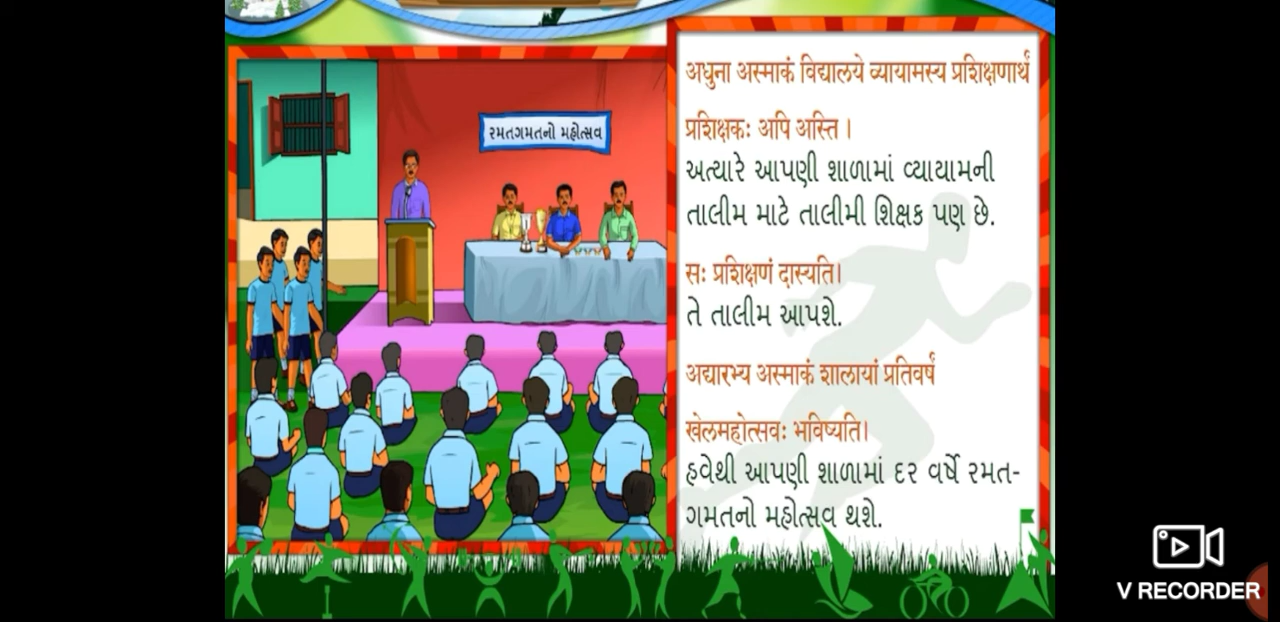 રમતગમતનો મહોત્સવ
अधुना अस्माकं विद्यालये व्यायामस्य प्रशिक्षणार्थं
प्रशिक्षकः अपि अस्ति ।
અત્યારે આપણી શાળામાં વ્યાયામની
તાલીમ માટે તાલીમી શિક્ષક પણ છે.
सः प्रशिक्षणं दास्यति।
તે તાલીમ આપશે.
अद्यारभ्य अस्माकं शालायां प्रतिवर्षं
खेलमहोत्सवः भविष्यति।
હવેથી આપણી શાળામાં દર વર્ષે રમત-
ગમતનો મહોત્સવ થશે.
V RECORDER